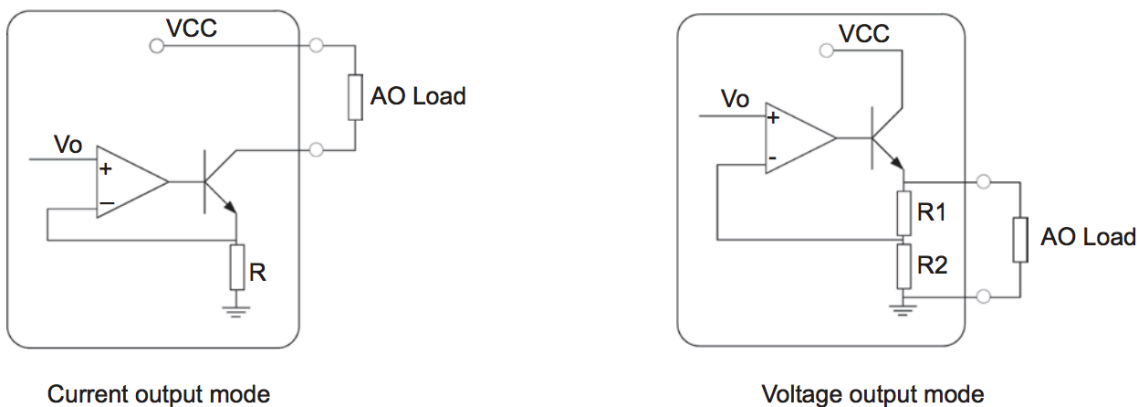 VCC
AO Load
Vo
+
−
R
Current output mode
VCC
Vo
+
-
R1
R2
AO Load
Voltage output mode